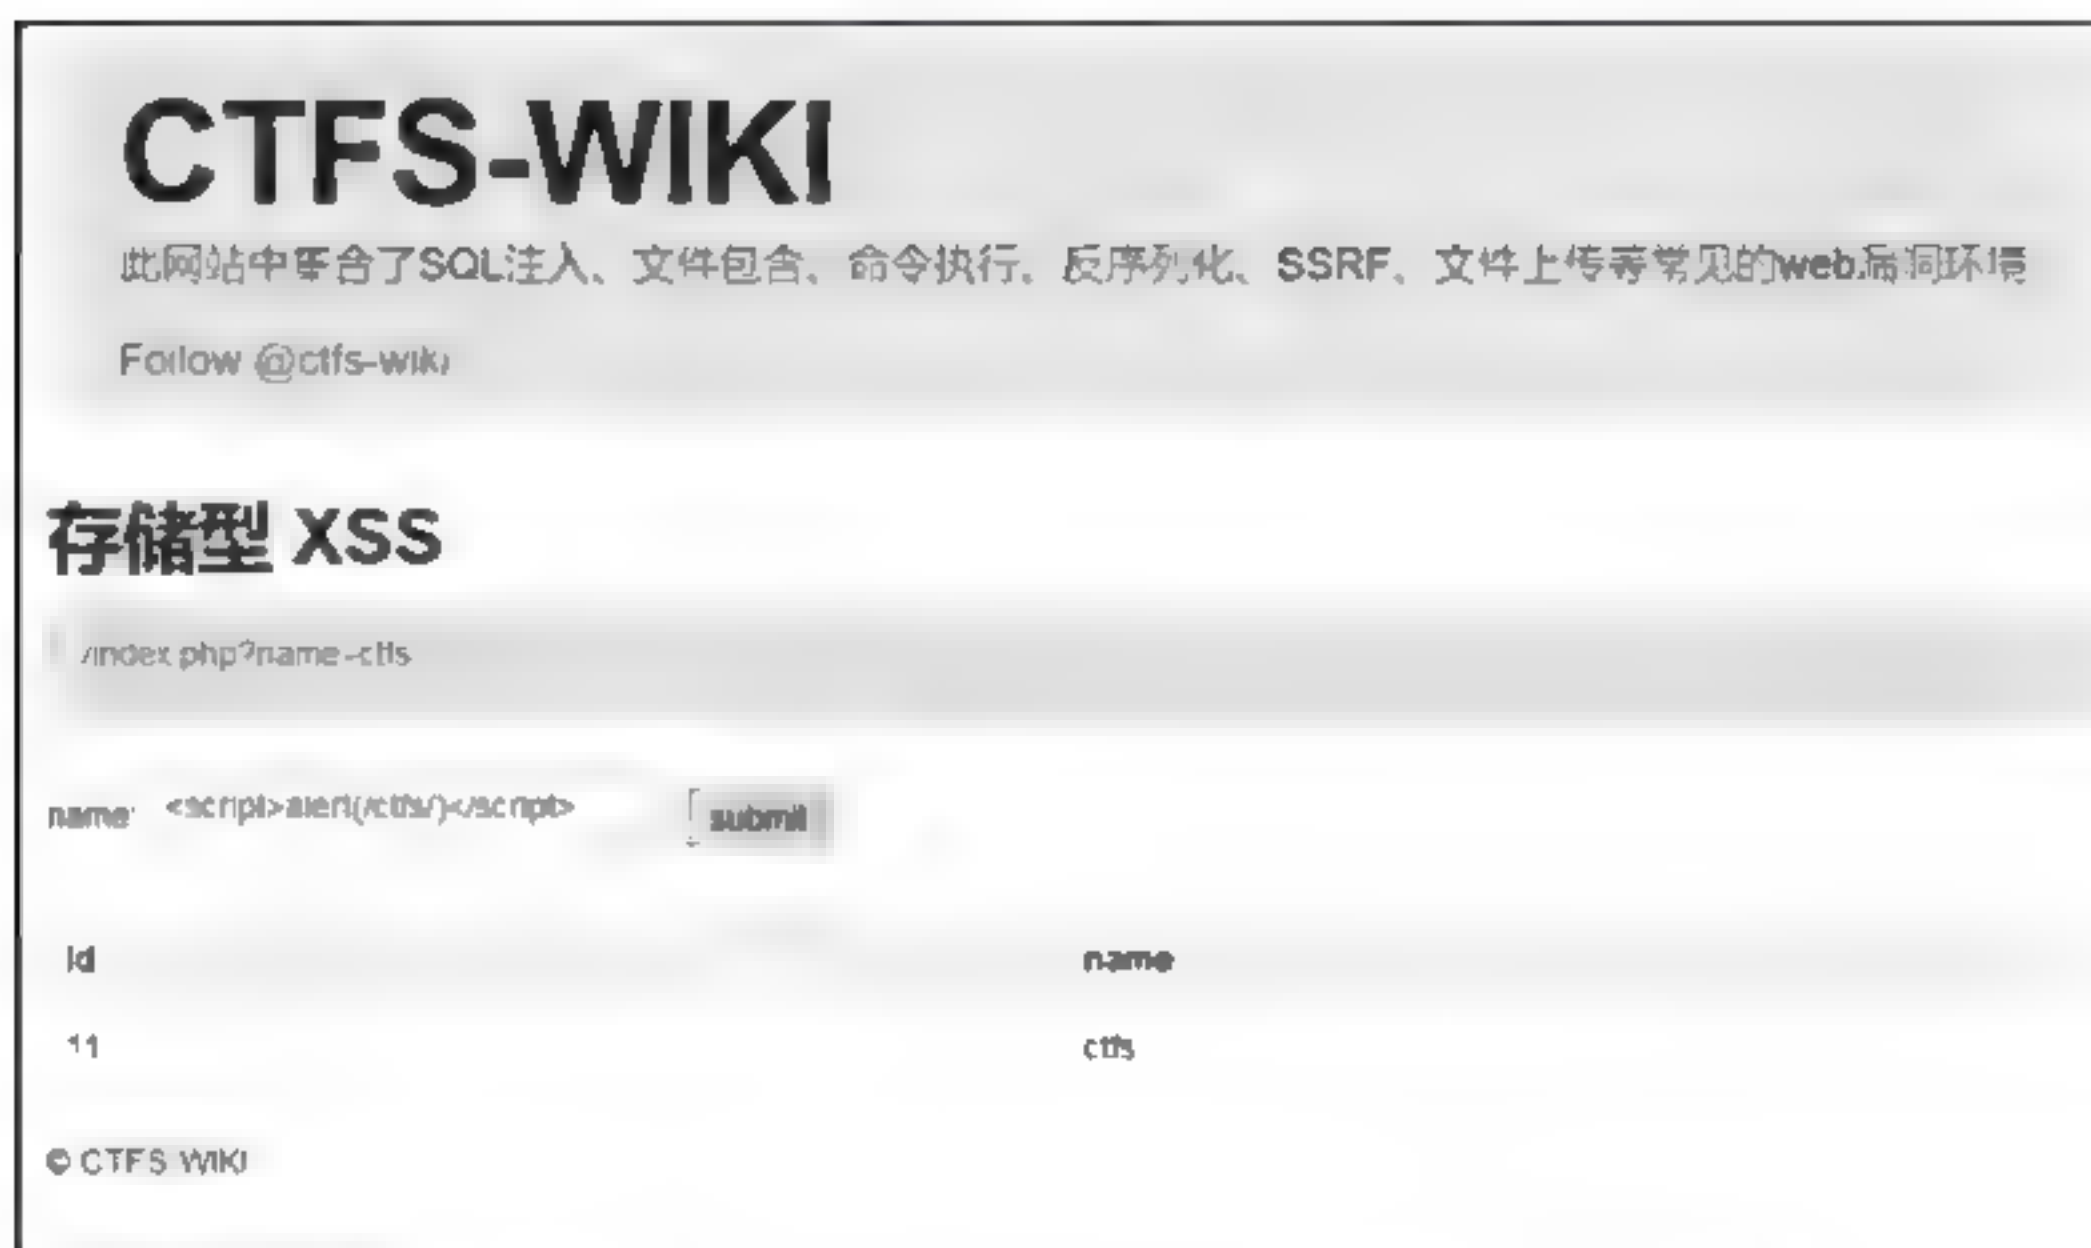 CTFS-WIKI
此网站中集合了SQL注入、文件包含、命令执行、反序列化、SSRF、文件上传等常见的web漏洞环境
Follow @ctfs-wiki
存储型 XSS
/index.php?name=ctfs
name: <script>alert(/ctfs/)</script> submit
id name
11 ctfs
© CTFS-WIKI